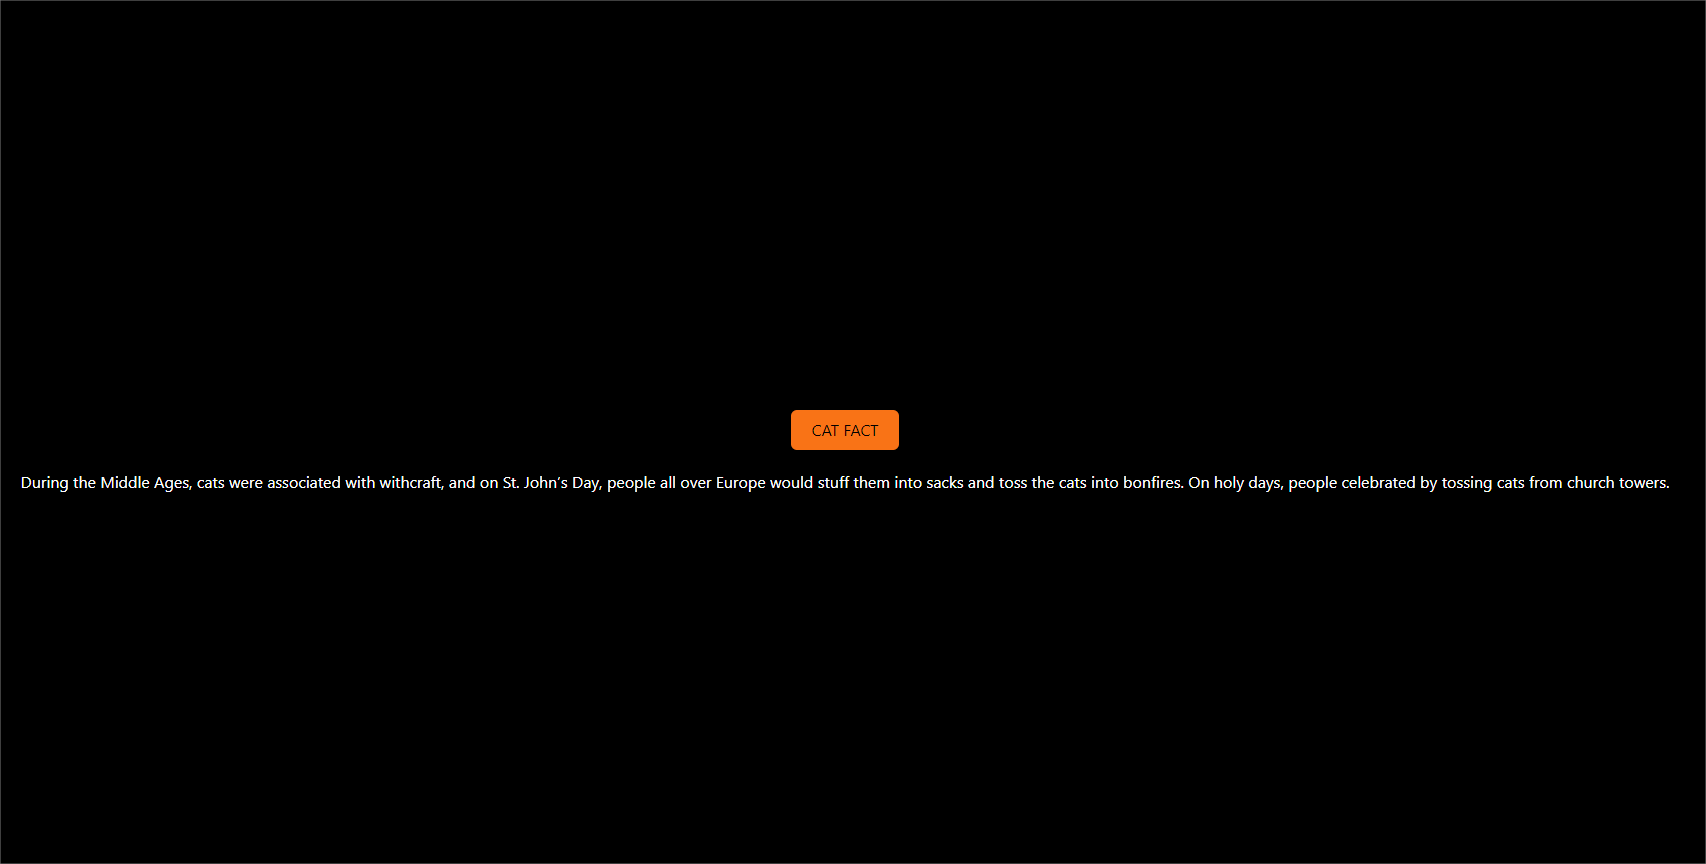 CAT FACT
During the Middle Ages, cats were associated with withcraft, and on St. John’s Day, people all over Europe would stuff them into sacks and toss the cats into bonfires. On holy days, people celebrated by tossing cats from church towers.